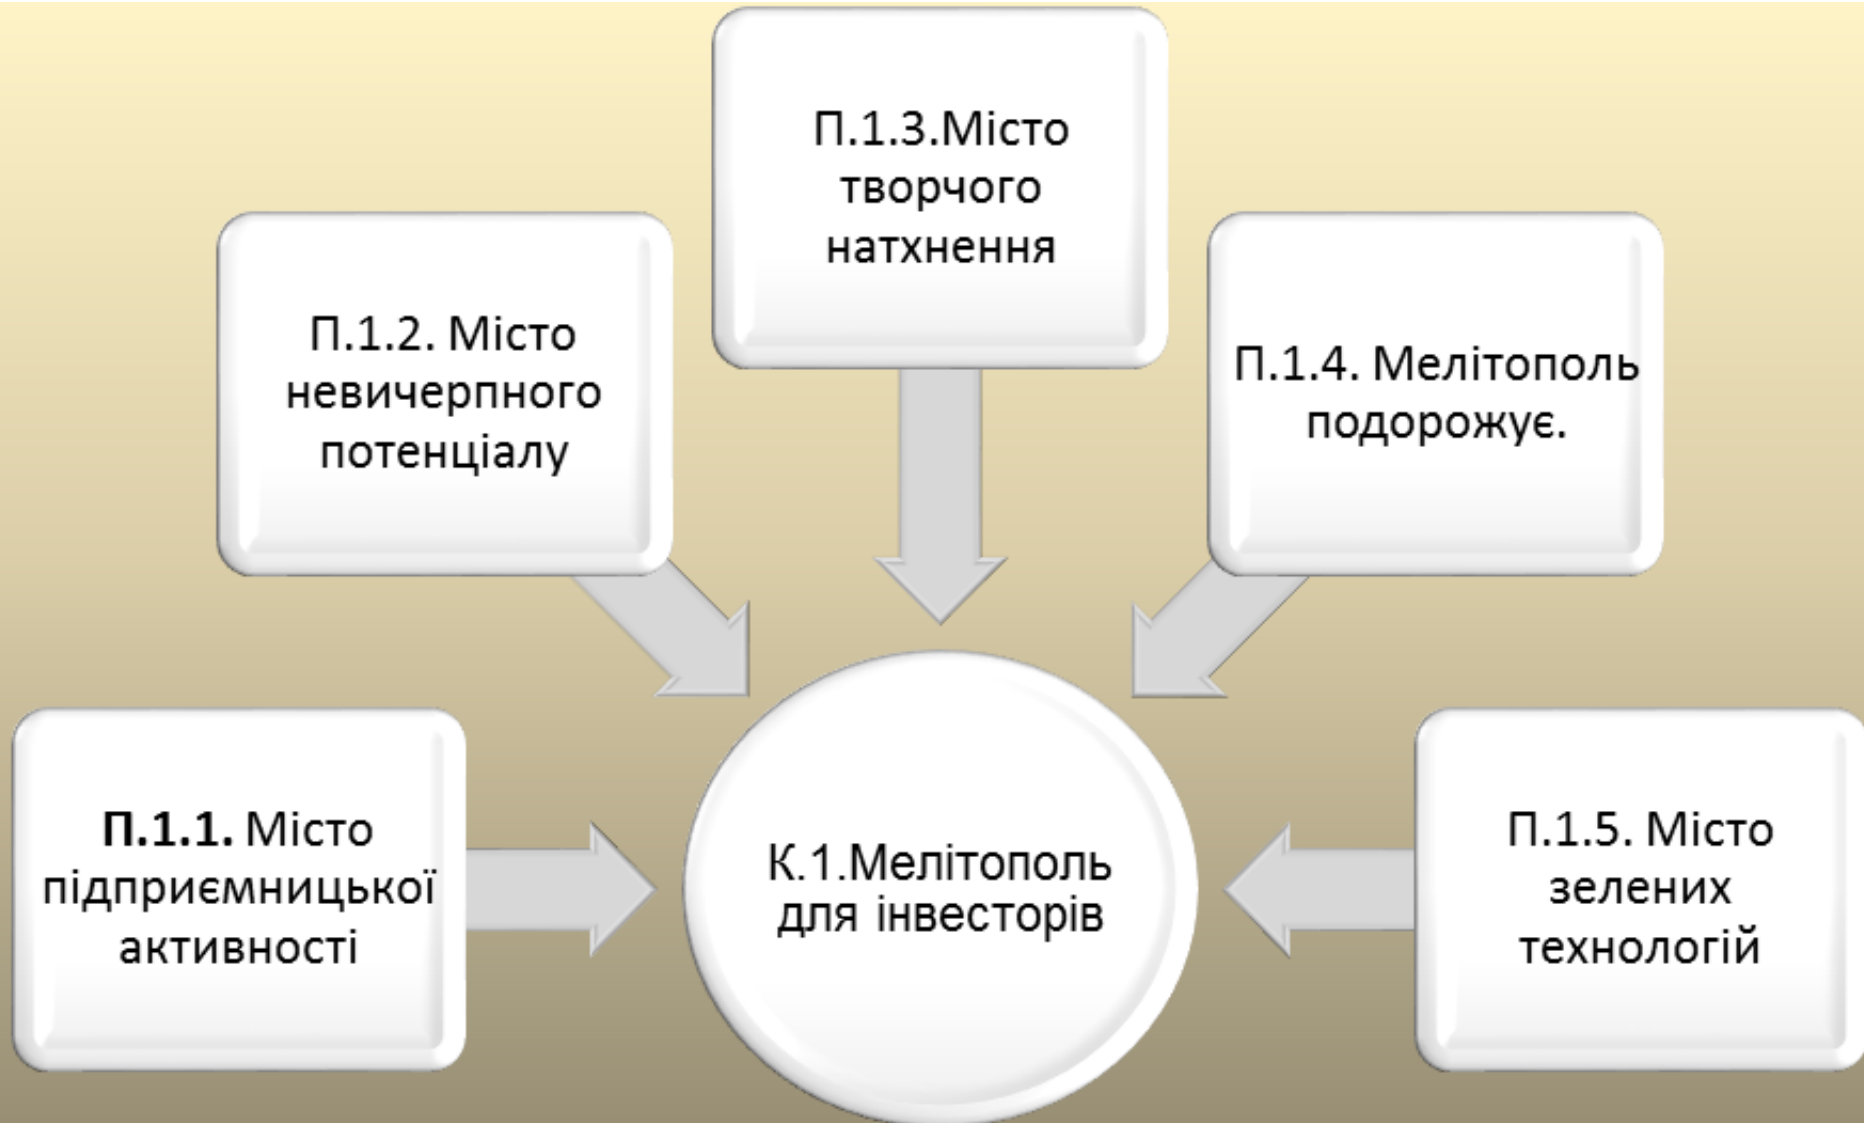 П.1.3.Місто
творчого
натхнення
П.1.2. Місто
невичерпного
потенціалу
П.1.4. Мелітополь
подорожує.
П.1.1. Місто
підприємницької
активності
К.1.Мелітополь
для інвесторів
П.1.5. Місто
зелених
технологій